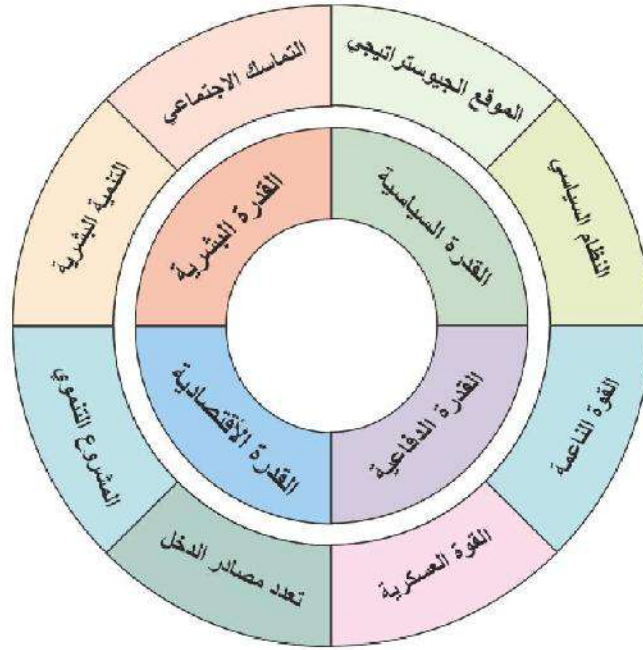 التماسك الاجتماعي
الموقع الجيوستراتيجي
التنمية البشرية
القدرة البشرية
القدرة السياسية
النظام السياسي
المشروع التنموي
القدرة الأقتصادية
القدرة الدفاعية
القوة الناعمة
تعدد مصادر الدخل
القوة العسكرية